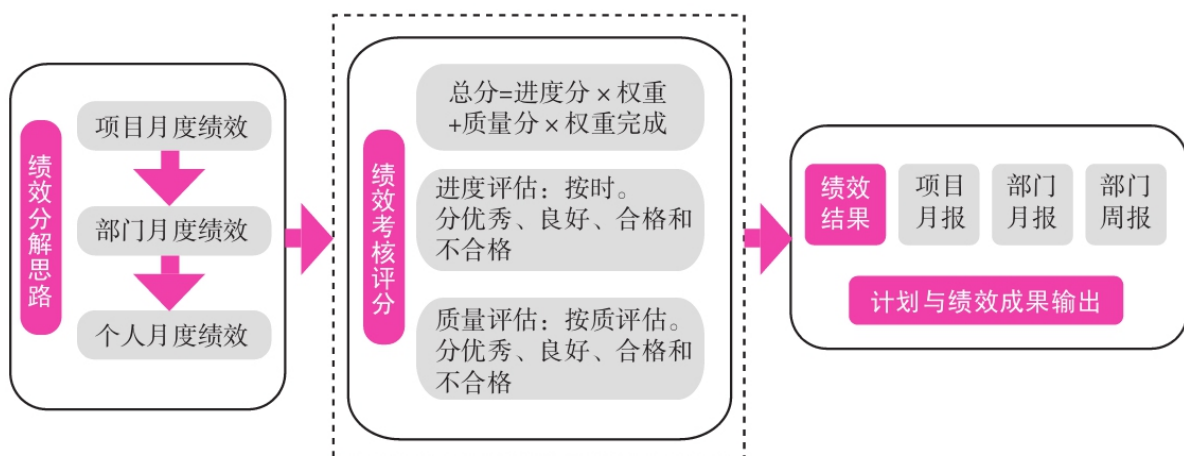 绩效分解思路
项目月度绩效
部门月度绩效
个人月度绩效
绩效考核评分
总分=进度分×权重
+质量分×权重完成
进度评估：按时。
分优秀、良好、合格和
不合格
质量评估：按质评估。
分优秀、良好、合格和
不合格
绩效
结果
项目
月报
部门
月报
部门
周报
计划与绩效成果输出